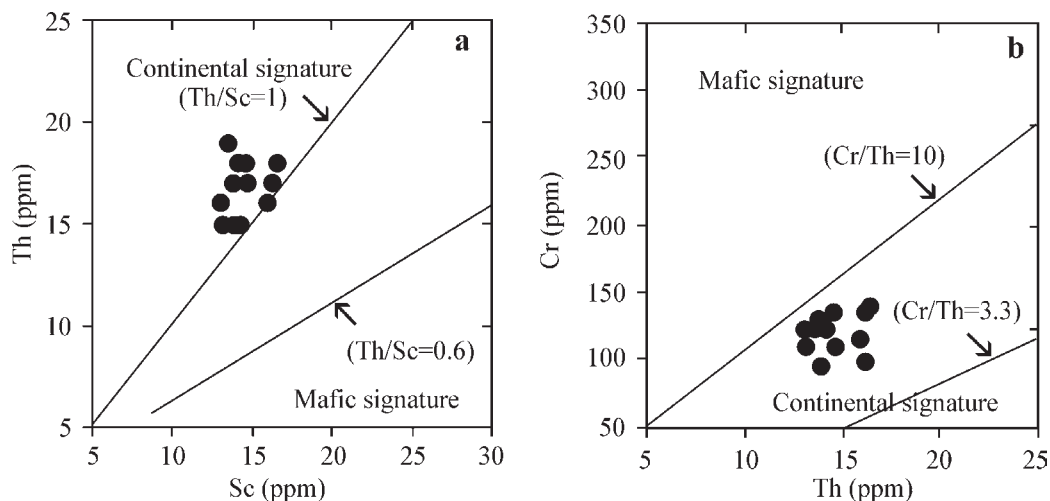 a
Continental signature
(Th/Sc=1)
(Th/Sc=0.6)
Mafic signature
Th (ppm)
25
20
15
10
5
5 10 15 20 25 30
Sc (ppm)
b
Mafic signature
(Cr/Th=10)
(Cr/Th=3.3)
Continental signature
Cr (ppm)
350
300
250
200
150
100
50
5 10 15 20 25
Th (ppm)